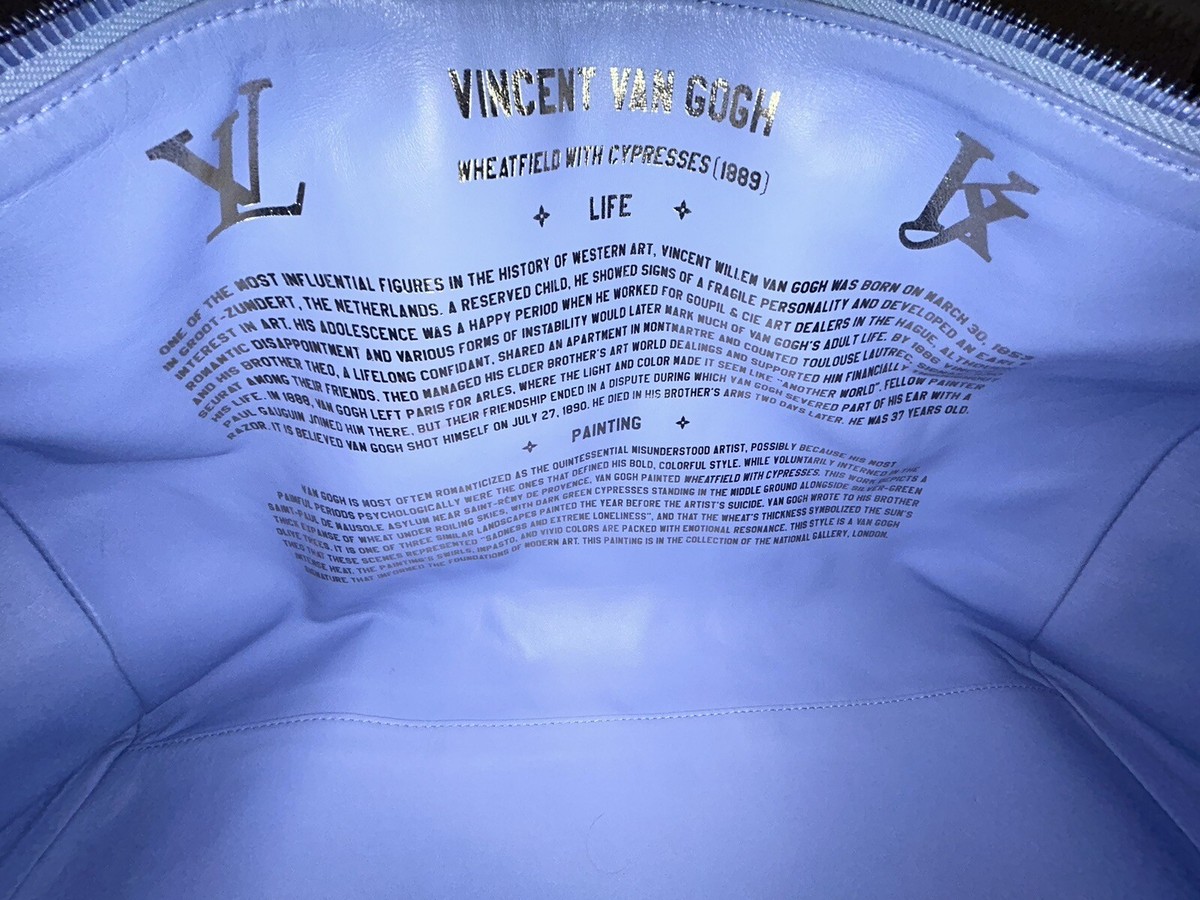 VINCENT VAN GOGH
WHEATFIELD WITH CYPRESSES (1889)
LV
LIFE
ONE OF THE MOST INFLUENTIAL FIGURES IN THE HISTORY OF WESTERN ART, VINCENT WILLEM VAN GOGH WAS BORN ON MARCH 30, 1853
IN GROOT-ZUNDERT, THE NETHERLANDS. A RESERVED CHILD, HE SHOWED SIGNS OF A FRAGILE PERSONALITY AND DEVELOPED AN EARLY
INTEREST IN ART. HIS ADOLESCENCE WAS A HAPPY PERIOD WHEN HE WORKED FOR GOUPIL & CIE ART DEALERS IN THE HAGUE, ALTHOUGH
ROMANTIC DISAPPOINTMENT AND VARIOUS FORMS OF INSTABILITY WOULD LATER MARK MUCH OF VAN GOGH'S ADULT LIFE. BY 1886, VINCENT
AND HIS BROTHER THEO, A LIFELONG CONFIDANT, SHARED AN APARTMENT IN MONTMARTRE AND COUNTED TOULOUSE LAUTREC,
SEURAT AMONG THEIR FRIENDS. THEO MANAGED HIS ELDER BROTHER'S ART WORLD DEALINGS AND SUPPORTED HIM FINANCIALLY
HIS LIFE. IN 1888, VAN GOGH LEFT PARIS FOR ARLES, WHERE THE LIGHT AND COLOR MADE IT SEEM LIKE "ANOTHER WORLD". FELLOW PAINTER
PAUL GAUGUIN JOINED HIM THERE, BUT THEIR FRIENDSHIP ENDED IN A DISPUTE DURING WHICH VAN GOGH SEVERED PART OF HIS EAR WITH A
RAZOR. IT IS BELIEVED VAN GOGH SHOT HIMSELF ON JULY 27, 1890. HE DIED IN HIS BROTHER'S ARMS TWO DAYS LATER. HE WAS 37 YEARS OLD.
PAINTING
VAN GOGH IS MOST OFTEN ROMANTICIZED AS THE QUINTESSENTIAL MISUNDERSTOOD ARTIST, POSSIBLY BECAUSE HIS MOST
PAINFUL PERIODS PSYCHOLOGICALLY WERE THE ONES THAT DEFINED HIS BOLD, COLORFUL STYLE. WHILE VOLUNTARILY INTERNED IN THE
SAINT-PAUL DE MAUSOLE ASYLUM NEAR SAINT-RÉMY DE PROVENCE, VAN GOGH PAINTED WHEATFIELD WITH CYPRESSES. THIS WORK DEPICTS A
THICK EXPANSE OF WHEAT UNDER ROILING SKIES, WITH DARK GREEN CYPRESSES STANDING IN THE MIDDLE GROUND ALONGSIDE SILVER-GREEN
OLIVE TREES. IT IS ONE OF THREE SIMILAR LANDSCAPES PAINTED THE YEAR BEFORE THE ARTIST'S SUICIDE. VAN GOGH WROTE TO HIS BROTHER
THEO THAT THESE SCENES REPRESENTED "SADNESS AND EXTREME LONELINESS", AND THAT THE WHEAT'S THICKNESS SYMBOLIZED THE SUN'S
INTENSE HEAT. THE PAINTING'S SWIRLS, IMPASTO, AND VIVID COLORS ARE PACKED WITH EMOTIONAL RESONANCE. THIS STYLE IS A VAN GOGH
SIGNATURE THAT INFORMED THE FOUNDATIONS OF MODERN ART. THIS PAINTING IS IN THE COLLECTION OF THE NATIONAL GALLERY, LONDON.